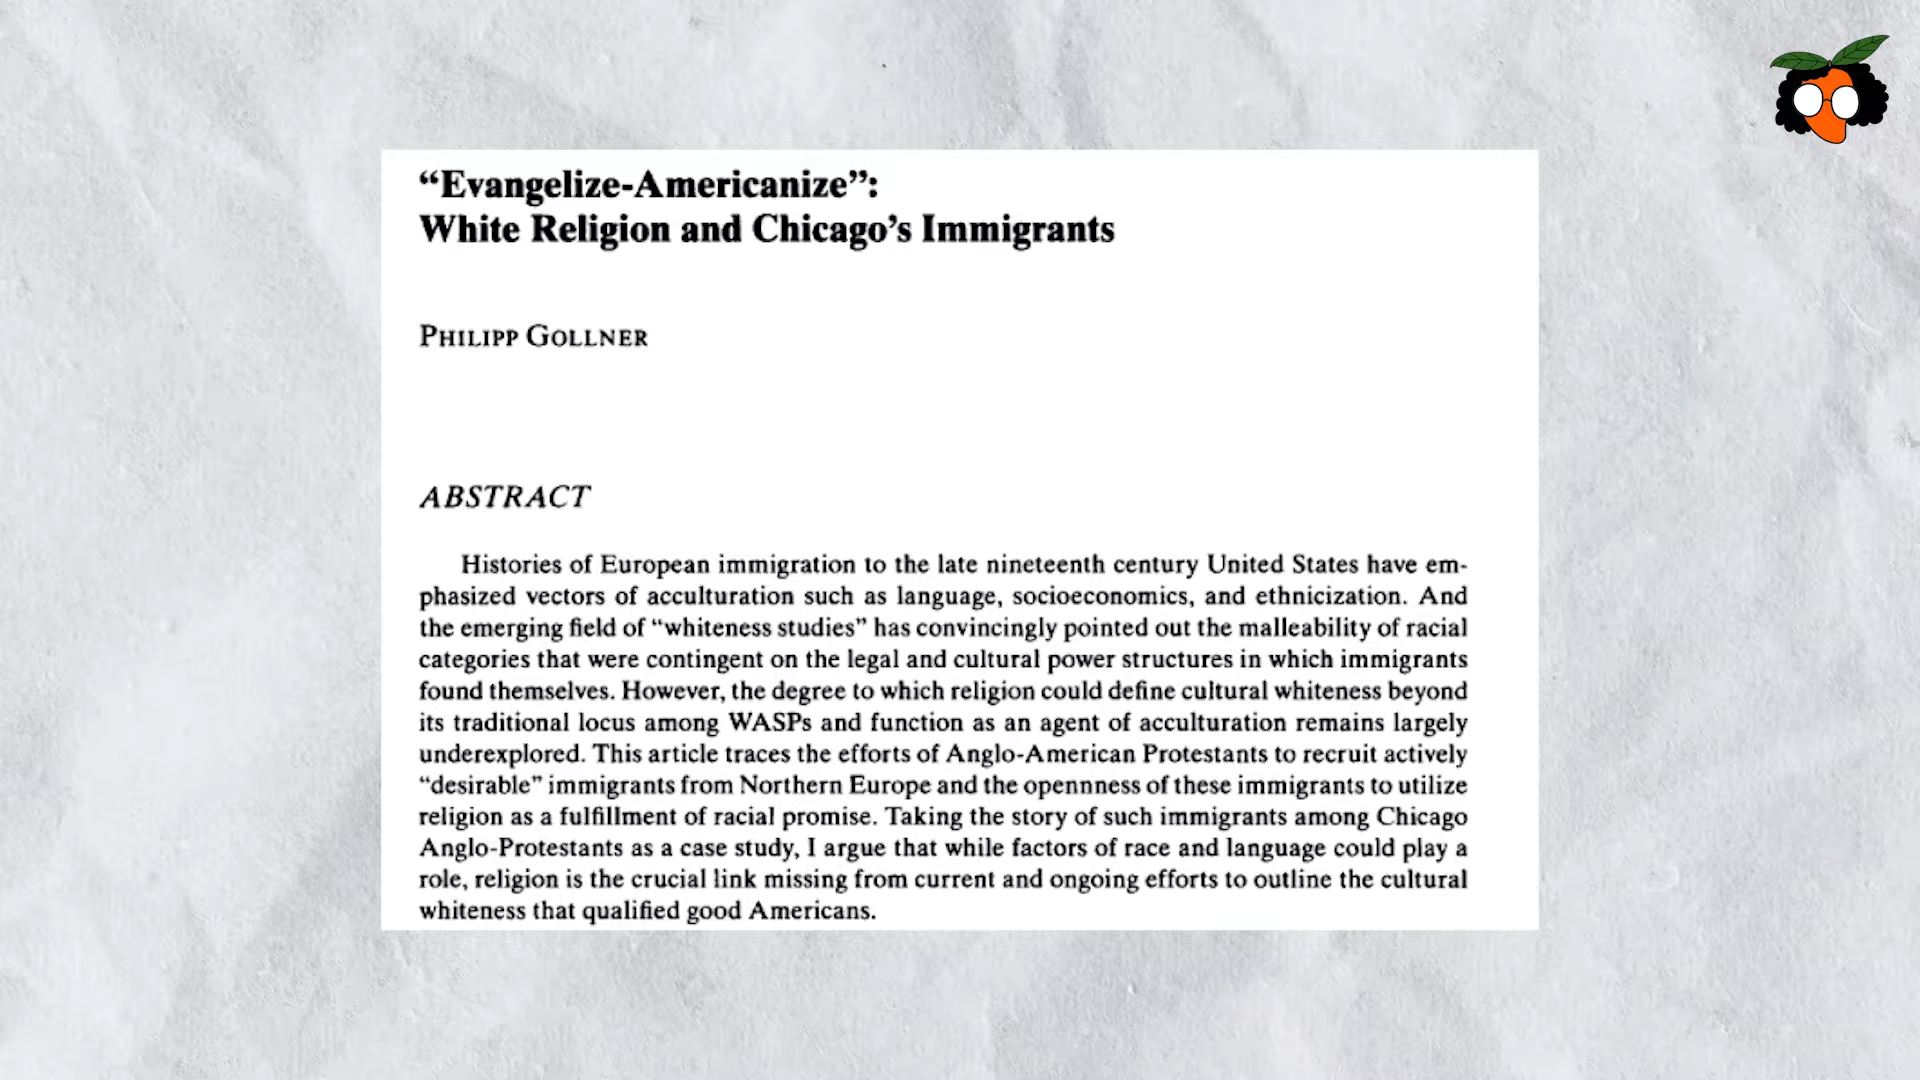 “Evangelize-Americanize”:
White Religion and Chicago’s Immigrants
PHILIPP GOLLNER
ABSTRACT
Histories of European immigration to the late nineteenth century United States have em-
phasized vectors of acculturation such as language, socioeconomics, and ethnicization. And
the emerging field of “whiteness studies” has convincingly pointed out the malleability of racial
categories that were contingent on the legal and cultural power structures in which immigrants
found themselves. However, the degree to which religion could define cultural whiteness beyond
its traditional locus among WASPs and function as an agent of acculturation remains largely
underexplored. This article traces the efforts of Anglo-American Protestants to recruit actively
“desirable” immigrants from Northern Europe and the opennness of these immigrants to utilize
religion as a fulfillment of racial promise. Taking the story of such immigrants among Chicago
Anglo-Protestants as a case study, I argue that while factors of race and language could play a
role, religion is the crucial link missing from current and ongoing efforts to outline the cultural
whiteness that qualified good Americans.